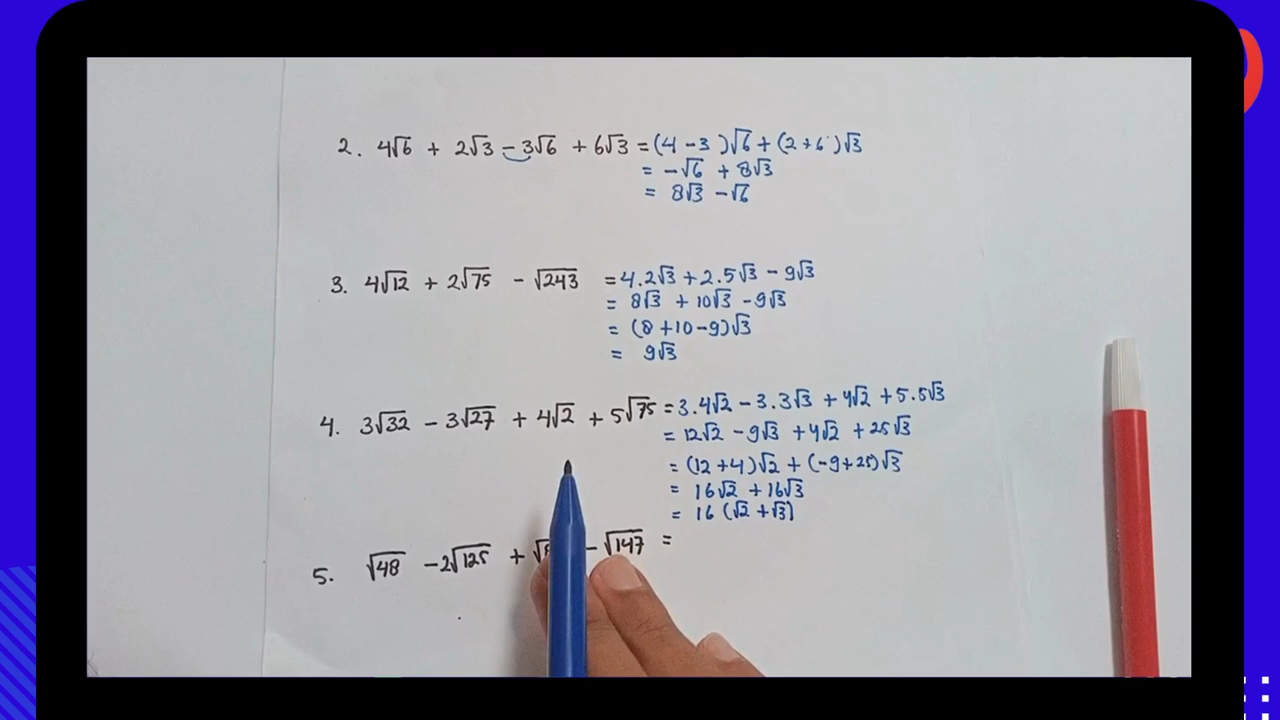 2. 4√6 + 2√3 - 3√6 + 6√3 = (4 - 3)√6 + (2 + 6)√3
= -√6 + 8√3
= 8√3 - √6
3. 4√12 + 2√75 - √243 = 4.2√3 + 2.5√3 - 9√3
= 8√3 + 10√3 - 9√3
= (8 + 10 - 9)√3
= 9√3
4. 3√32 - 3√27 + 4√2 + 5√75 = 3.4√2 - 3.3√3 + 4√2 + 5.5√3
= 12√2 - 9√3 + 4√2 + 25√3
= (12 + 4)√2 + (-9 + 25)√3
= 16√2 + 16√3
= 16 (√2 + √3)
5. √48 - 2√125 + √ - √147 =